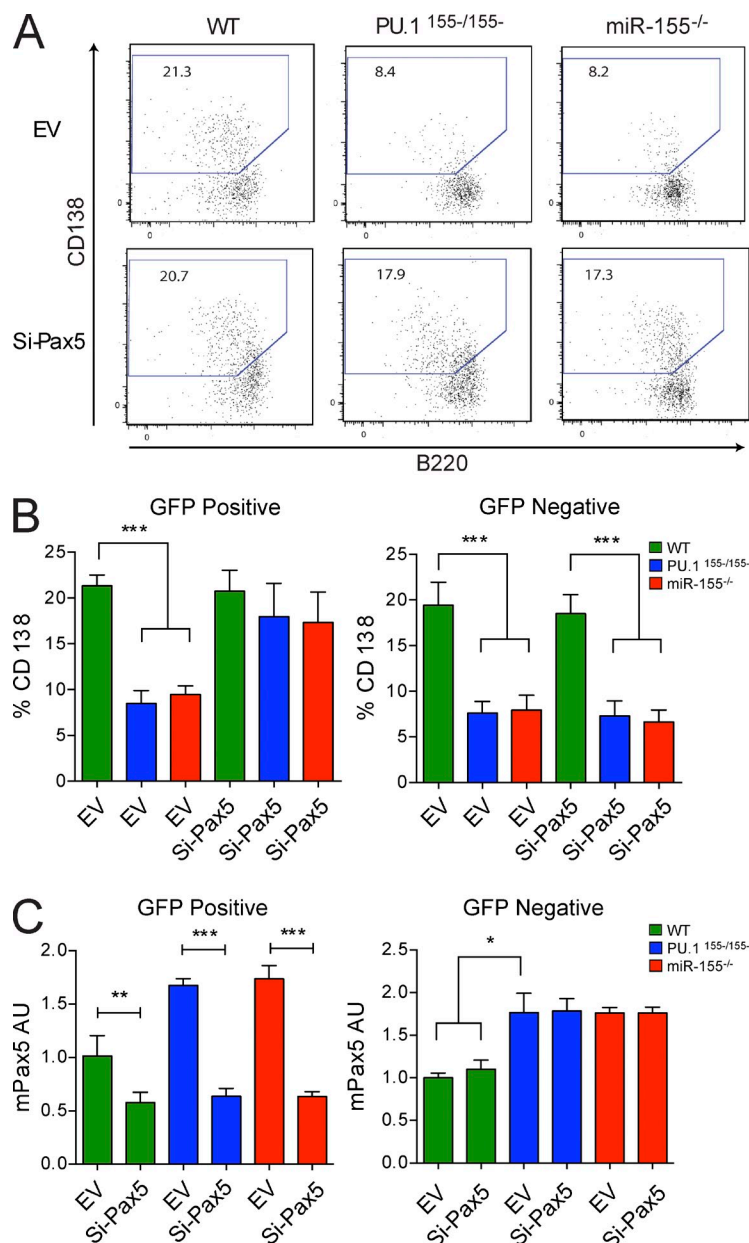 A
WT
PU.1 155-/155-
miR-155-/-
EV
21.3
8.4
8.2
0
0
0
0
0
0
CD138
Si-Pax5
20.7
17.9
17.3
0
0
0
0
0
0
B220
B
GFP Positive
GFP Negative
***
***
***
WT
PU.1 155-/155-
miR-155-/-
% CD138
25
20
15
10
5
0
EV
EV
EV
Si-Pax5
Si-Pax5
Si-Pax5
% CD138
25
20
15
10
5
0
EV
EV
EV
Si-Pax5
Si-Pax5
Si-Pax5
C
GFP Positive
GFP Negative
**
***
***
*
WT
PU.1 155-/155-
miR-155-/-
mPax5 AU
2.0
1.5
1.0
0.5
0.0
EV
Si-Pax5
EV
Si-Pax5
EV
Si-Pax5
mPax5 AU
2.5
2.0
1.5
1.0
0.5
0.0
EV
Si-Pax5
EV
Si-Pax5
EV
Si-Pax5